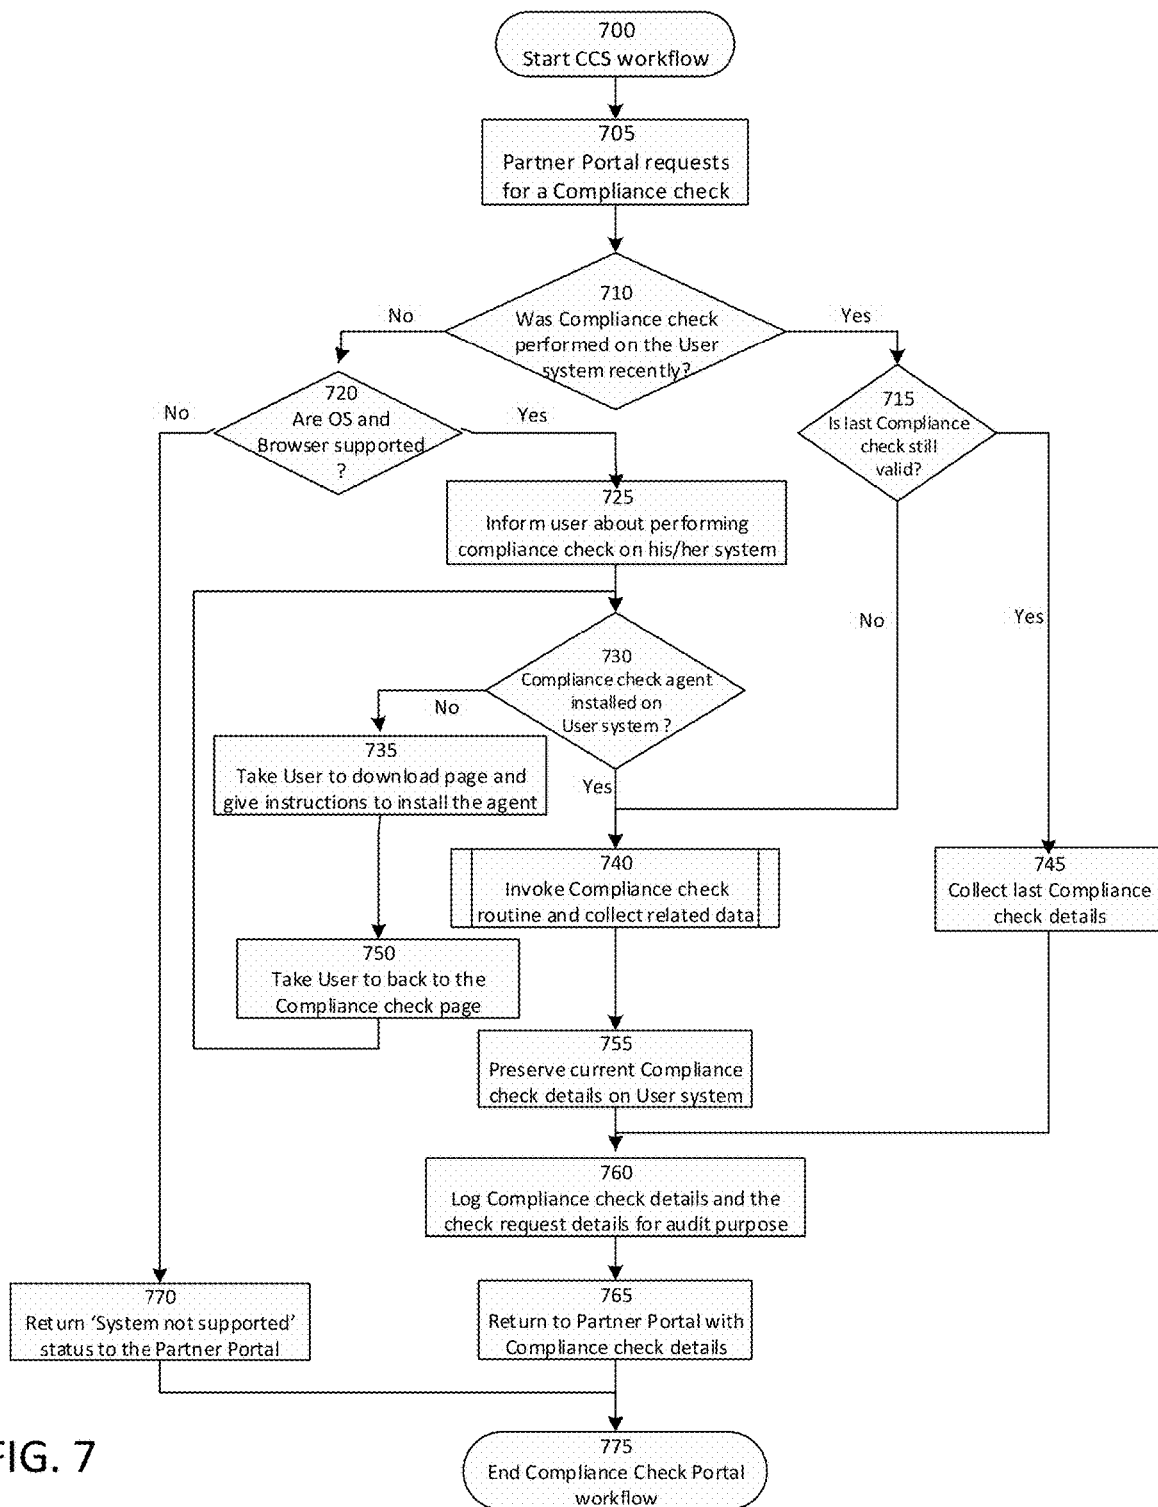 700
Start CCS workflow
705
Partner Portal requests
for a Compliance check
710
Was Compliance check
performed on the User
system recently?
No
Yes
720
Are OS and
Browser supported
?
No
Yes
715
Is last Compliance
check still
valid?
725
Inform user about performing
compliance check on his/her system
No
Yes
730
Compliance check agent
installed on
User system ?
No
Yes
735
Take User to download page and
give instructions to install the agent
740
Invoke Compliance check
routine and collect related data
745
Collect last Compliance
check details
750
Take User to back to the
Compliance check page
755
Preserve current Compliance
check details on User system
760
Log Compliance check details and the
check request details for audit purpose
770
Return ‘System not supported’
status to the Partner Portal
765
Return to Partner Portal with
Compliance check details
775
End Compliance Check Portal
workflow
FIG. 7